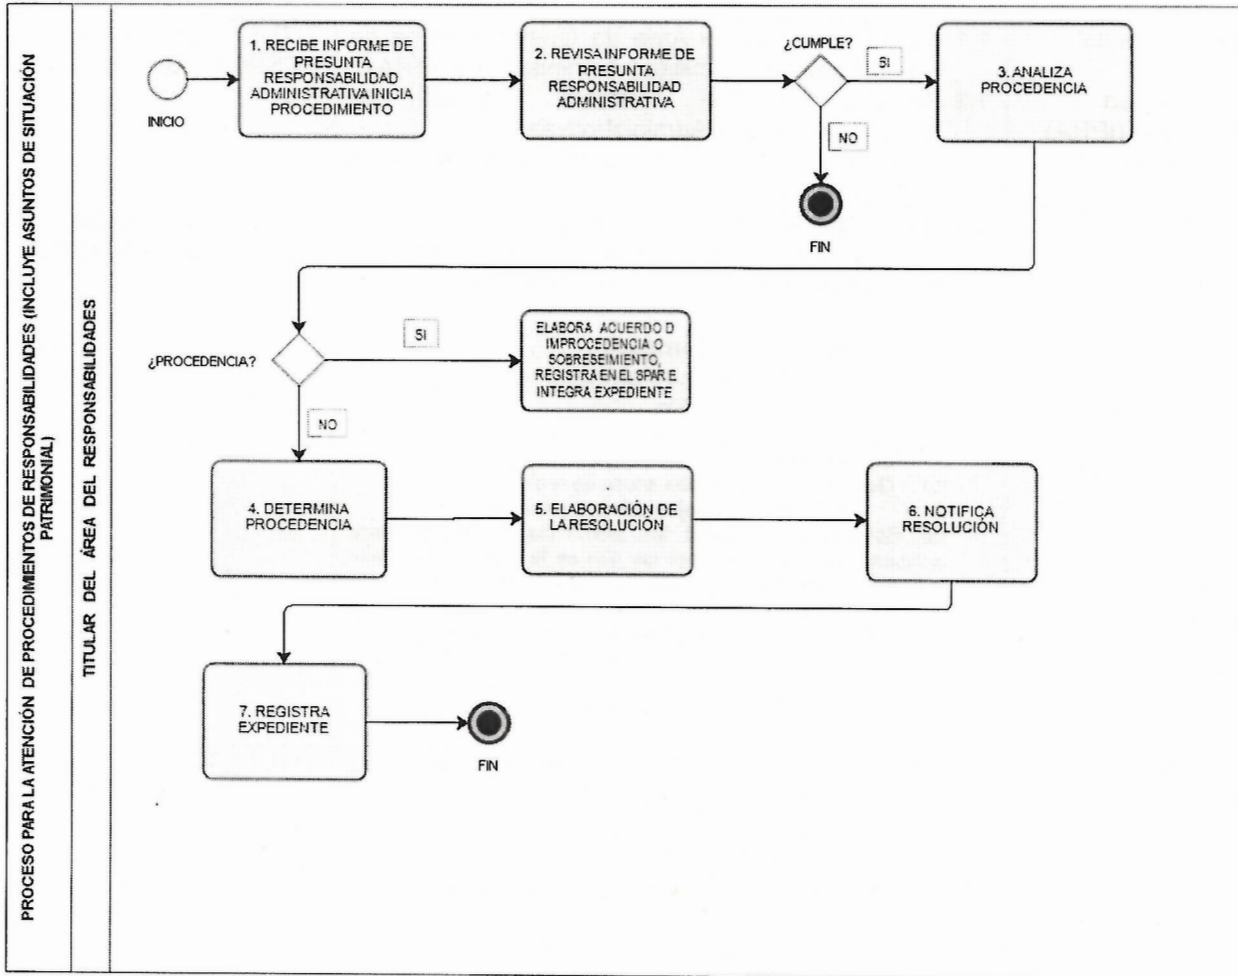 PROCESO PARA LA ATENCIÓN DE PROCEDIMIENTOS DE RESPONSABILIDADES (INCLUYE ASUNTOS DE SITUACIÓN
PATRIMONIAL)
TITULAR DEL ÁREA DEL RESPONSABILIDADES
INICIO
1. RECIBE INFORME DE
PRESUNTA
RESPONSABILIDAD
ADMINISTRATIVA INICIA
PROCEDIMIENTO
2. REVISA INFORME DE
PRESUNTA
RESPONSABILIDAD
ADMINISTRATIVA
¿CUMPLE?
SI
NO
FIN
3. ANALIZA
PROCEDENCIA
¿PROCEDENCIA?
SI
ELABORA ACUERDO D
IMPROCEDENCIA O
SOBRESEIMIENTO,
REGISTRA EN EL SPAR E
INTEGRA EXPEDIENTE
NO
4. DETERMINA
PROCEDENCIA
5. ELABORACIÓN DE
LA RESOLUCIÓN
6. NOTIFICA
RESOLUCIÓN
7. REGISTRA
EXPEDIENTE
FIN